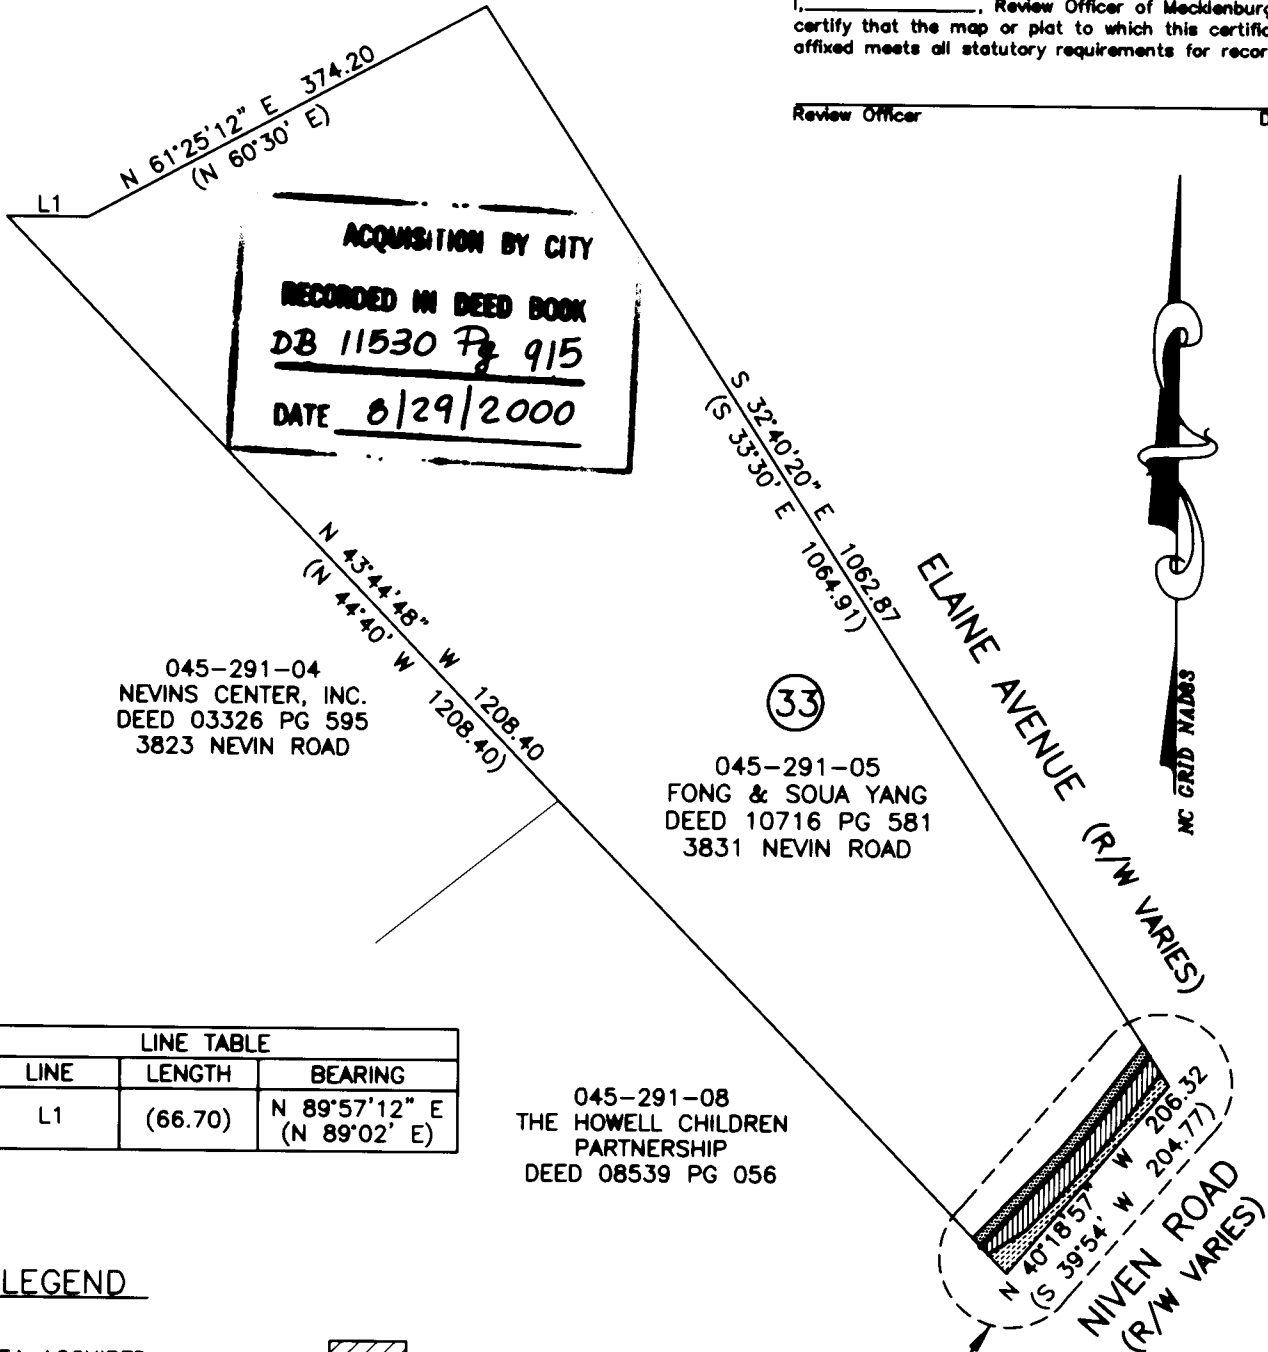 I,____________, Review Officer of Mecklenburg
certify that the map or plat to which this certific
affixed meets all statutory requirements for recor
Review Officer
D
N 61°25'12" E 374.20
(N 60°30' E)
L1
ACQUISITION BY CITY
RECORDED IN DEED BOOK
DB 11530 Pg 915
DATE 8/29/2000
S 32°40'20" E 1062.87
(S 33°30' E 1064.91)
N 43°44'48" W 1208.40
(N 44°40' W 1208.40)
ELAINE AVENUE (R/W VARIES)
NC GRID NAD83
045-291-04
NEVINS CENTER, INC.
DEED 03326 PG 595
3823 NEVIN ROAD
33
045-291-05
FONG & SOUA YANG
DEED 10716 PG 581
3831 NEVIN ROAD
LINE TABLE
LINE LENGTH BEARING
L1 (66.70) N 89°57'12" E
(N 89°02' E)
045-291-08
THE HOWELL CHILDREN
PARTNERSHIP
DEED 08539 PG 056
N 40°18'57" W 206.32
(S 39°54' W 204.77)
NIVEN ROAD
(R/W VARIES)
LEGEND